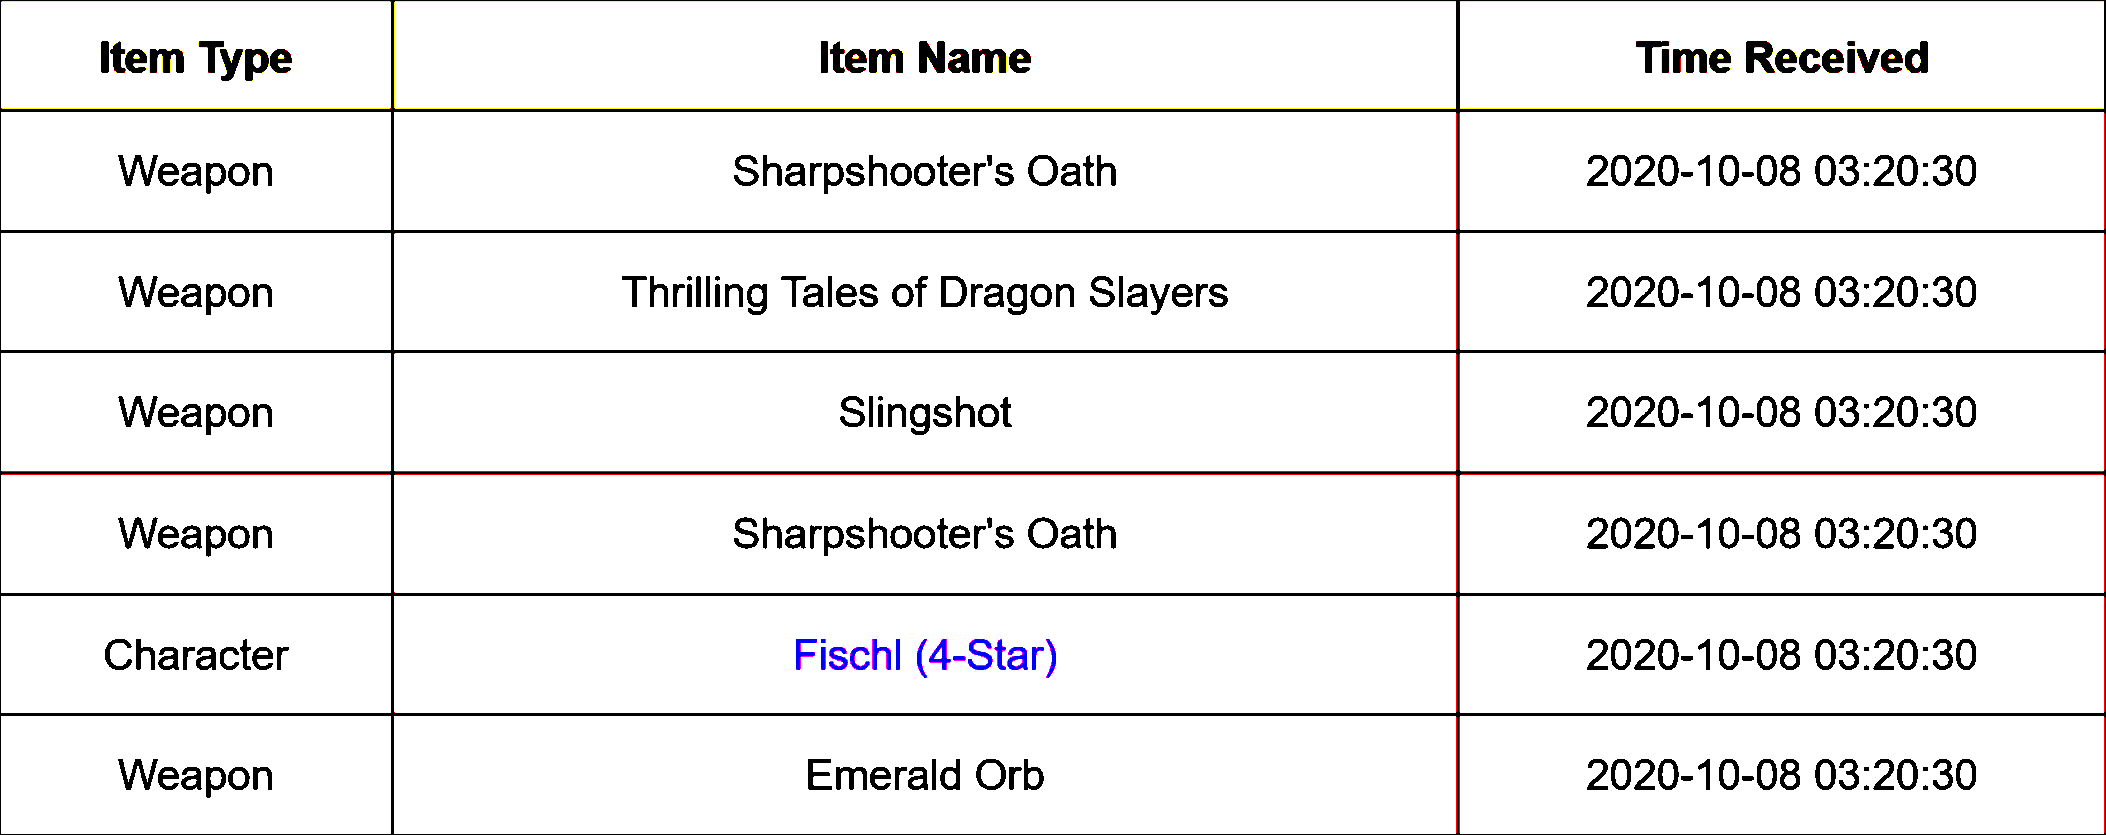 Item Type Item Name Time Received
Weapon Sharpshooter's Oath 2020-10-08 03:20:30
Weapon Thrilling Tales of Dragon Slayers 2020-10-08 03:20:30
Weapon Slingshot 2020-10-08 03:20:30
Weapon Sharpshooter's Oath 2020-10-08 03:20:30
Character Fischl (4-Star) 2020-10-08 03:20:30
Weapon Emerald Orb 2020-10-08 03:20:30